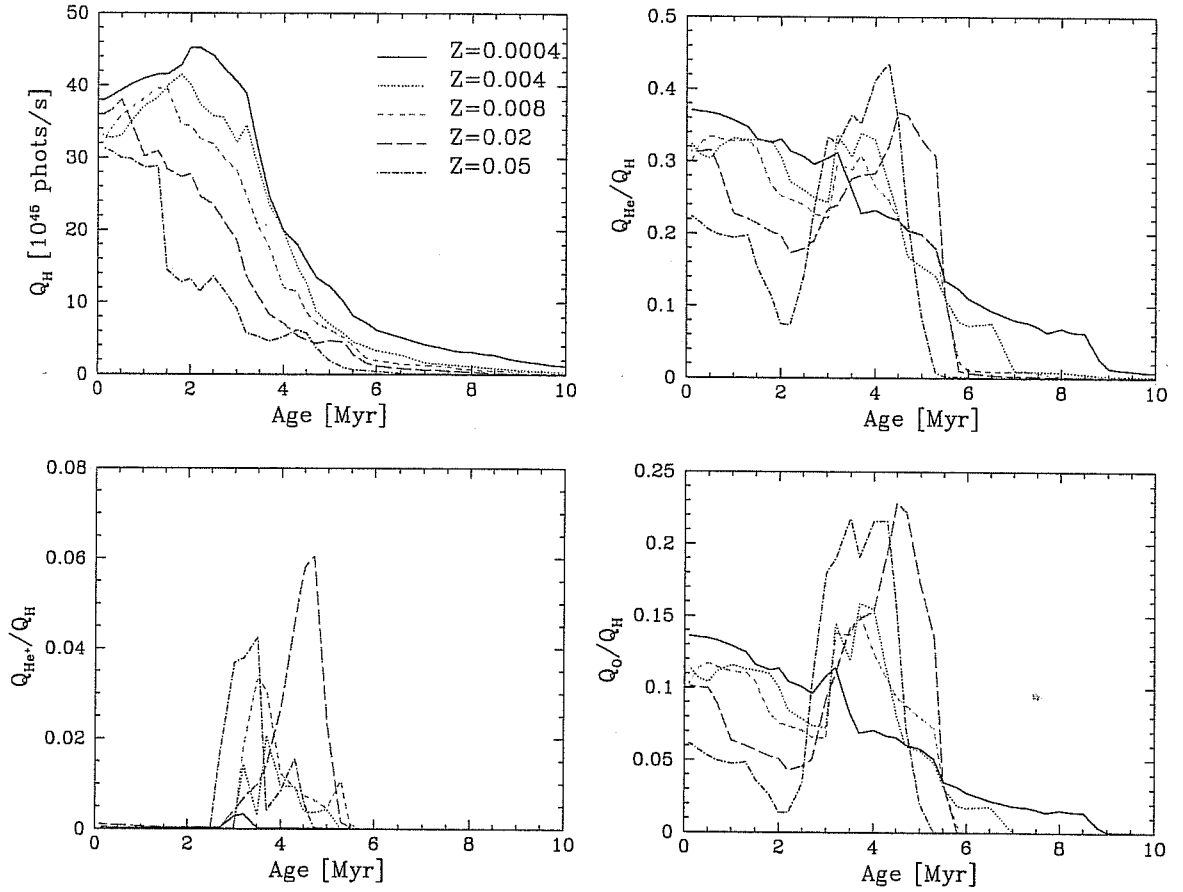 50
40
30
20
10
0
Q_H [10^45 phots/s]
Z=0.0004
Z=0.004
Z=0.008
Z=0.02
Z=0.05
0 2 4 6 8 10
Age [Myr]
0.5
0.4
0.3
0.2
0.1
0
Q_He/Q_H
0 2 4 6 8 10
Age [Myr]
0.08
0.06
0.04
0.02
0
Q_He+/Q_H
0 2 4 6 8 10
Age [Myr]
0.25
0.2
0.15
0.1
0.05
0
Q_O/Q_H
0 2 4 6 8 10
Age [Myr]